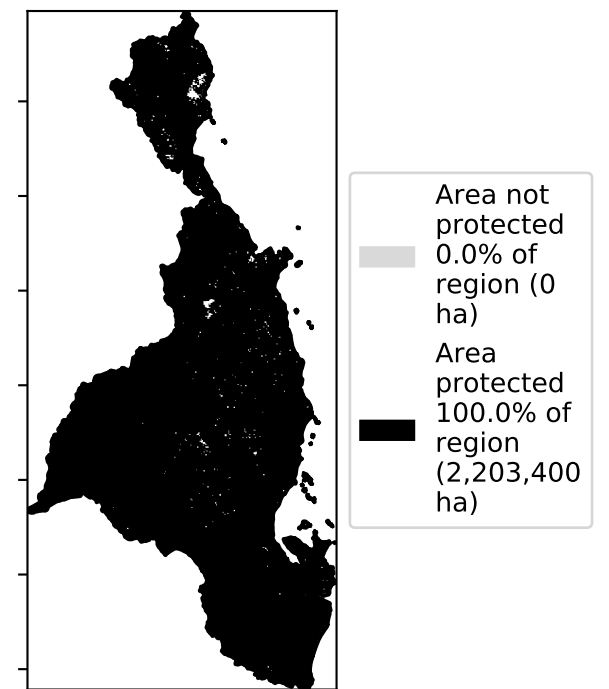 Area not
protected
0.0% of
region (0
ha)
Area
protected
100.0% of
region
(2,203,400
ha)